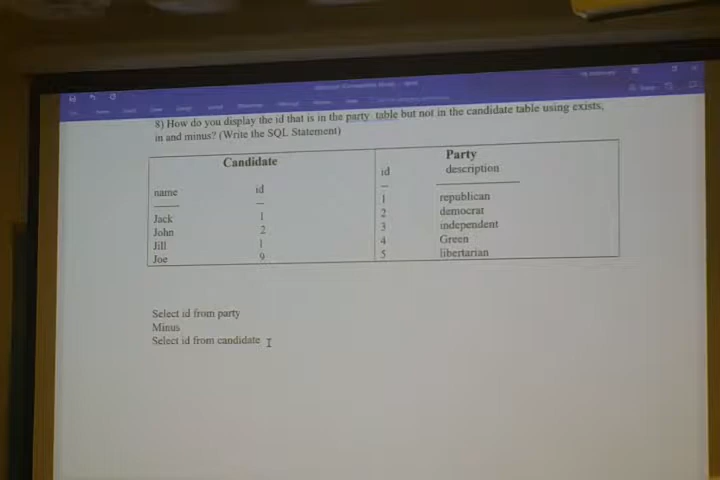 8) How do you display the id that is in the party table but not in the candidate table using exists,
in and minus? (Write the SQL Statement)
Candidate Party
name id id description
Jack 1 1 republican
John 2 2 democrat
Jill 1 3 independent
Joe 9 4 Green
5 libertarian
Select id from party
Minus
Select id from candidate